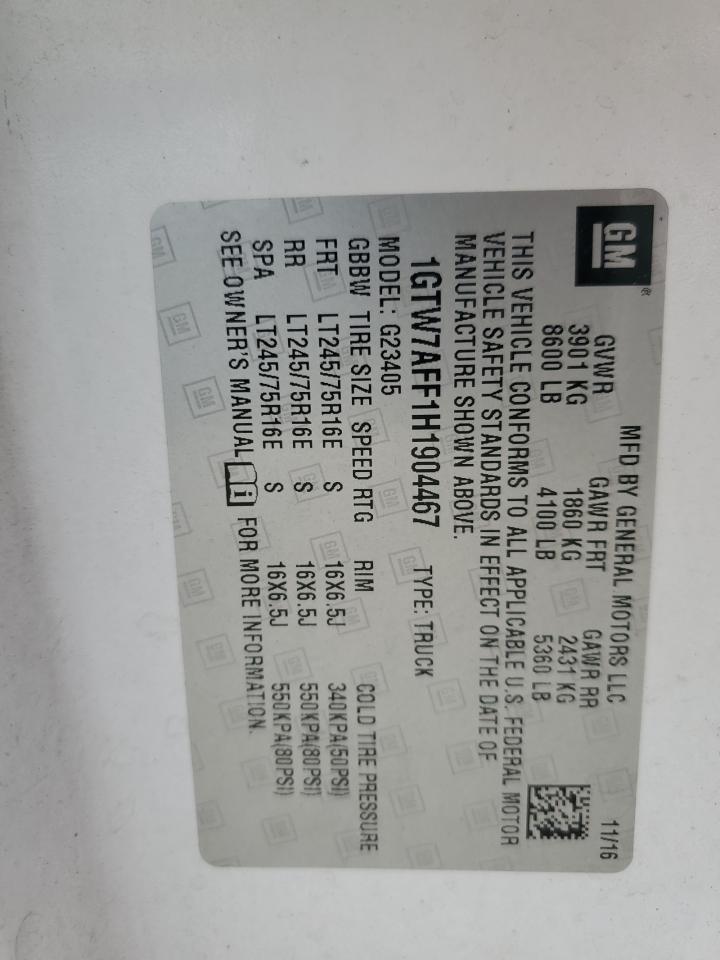 GM
MFD BY GENERAL MOTORS LLC 11/16
GVWR GAWR FRT GAWR RR
3901 KG 1860 KG 2431 KG
8600 LB 4100 LB 5360 LB
THIS VEHICLE CONFORMS TO ALL APPLICABLE U.S. FEDERAL MOTOR
VEHICLE SAFETY STANDARDS IN EFFECT ON THE DATE OF
MANUFACTURE SHOWN ABOVE.
1GTW7AFF1H1904467 TYPE: TRUCK
MODEL: G23405
GBBW TIRE SIZE SPEED RTG RIM COLD TIRE PRESSURE
FRT LT245/75R16E S 16X6.5J 340KPA(50PSI)
RR LT245/75R16E S 16X6.5J 550KPA(80PSI)
SPA LT245/75R16E S 16X6.5J 550KPA(80PSI)
SEE OWNER'S MANUAL i FOR MORE INFORMATION.